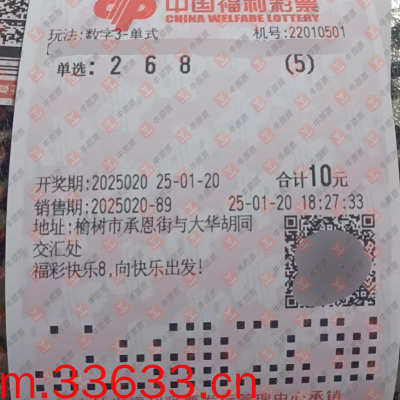 中国福利彩票
CHINA WELFARE LOTTERY
玩法:数字3-单式 机号:22010501
单选: 2 6 8 (5)
开奖期:2025020 25-01-20 合计10元
销售期:2025020-89 25-01-20 18:27:33
地址:榆树市承恩街与大华胡同
交汇处
福彩快乐8,向快乐出发!
m.33633.cn
中心承销